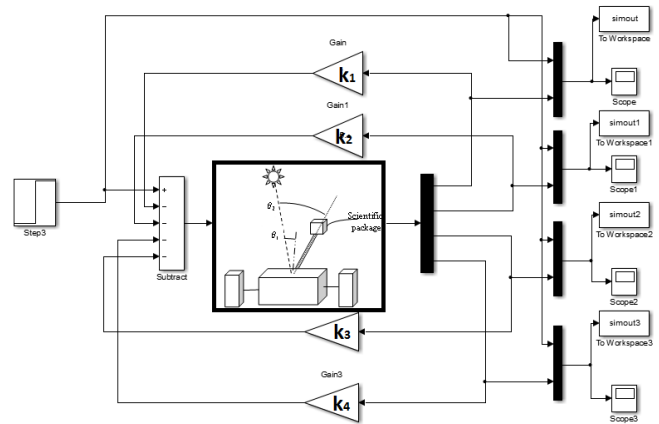 simout
To Workspace
Gain
k1
Scope
Gain1
k2
simout1
To Workspace1
Scope1
Step3
+
−
−
−
−
Subtract
θ2
θ1
Scientific
package
simout2
To Workspace2
Scope2
k3
simout3
To Workspace3
Gain3
k4
Scope3